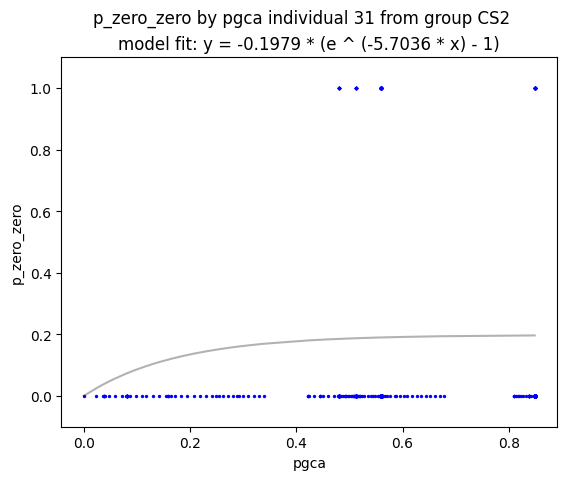 p_zero_zero by pgca individual 31 from group CS2
model fit: y = -0.1979 * (e ^ (-5.7036 * x) - 1)
1.0
0.8
0.6
0.4
0.2
0.0
p_zero_zero
0.0 0.2 0.4 0.6 0.8
pgca